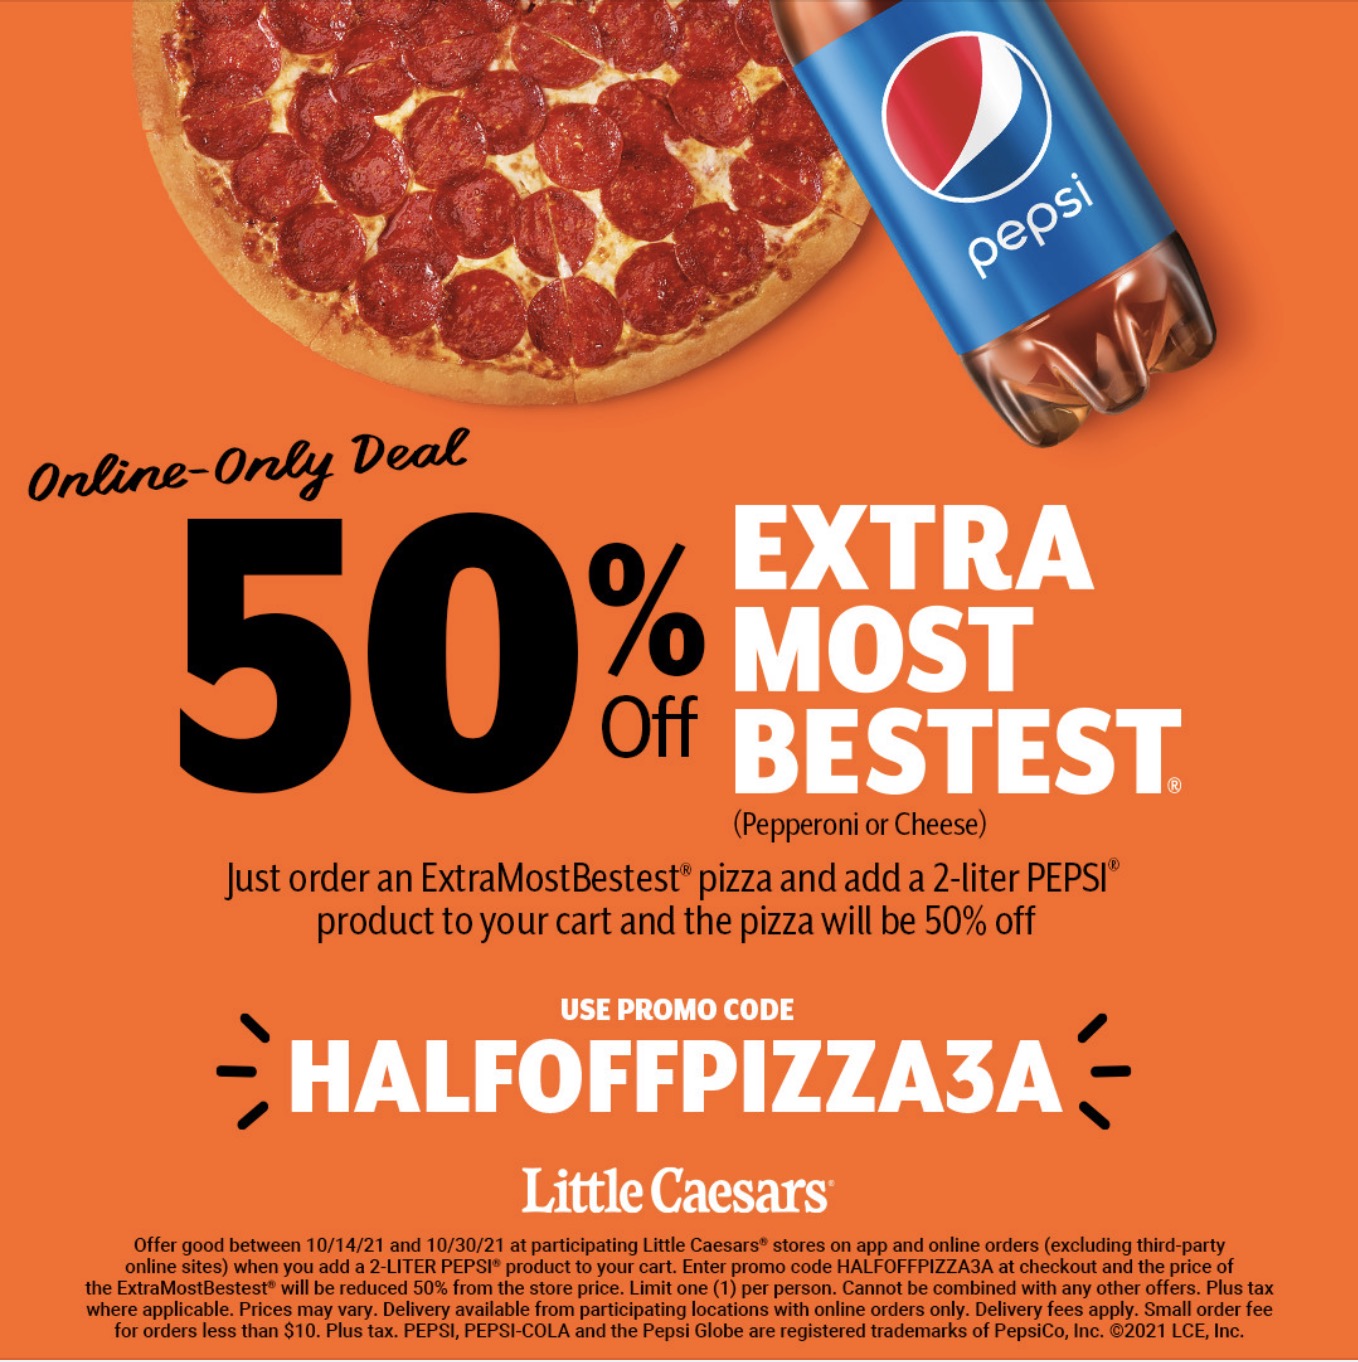 pepsi
Online-Only Deal
50% Off
EXTRA
MOST
BESTEST®
(Pepperoni or Cheese)
Just order an ExtraMostBestest® pizza and add a 2-liter PEPSI®
product to your cart and the pizza will be 50% off
USE PROMO CODE
HALFOFFPIZZA3A
Little Caesars®
Offer good between 10/14/21 and 10/30/21 at participating Little Caesars® stores on app and online orders (excluding third-party
online sites) when you add a 2-LITER PEPSI® product to your cart. Enter promo code HALFOFFPIZZA3A at checkout and the price of
the ExtraMostBestest® will be reduced 50% from the store price. Limit one (1) per person. Cannot be combined with any other offers. Plus tax
where applicable. Prices may vary. Delivery available from participating locations with online orders only. Delivery fees apply. Small order fee
for orders less than $10. Plus tax. PEPSI, PEPSI-COLA and the Pepsi Globe are registered trademarks of PepsiCo, Inc. ©2021 LCE, Inc.